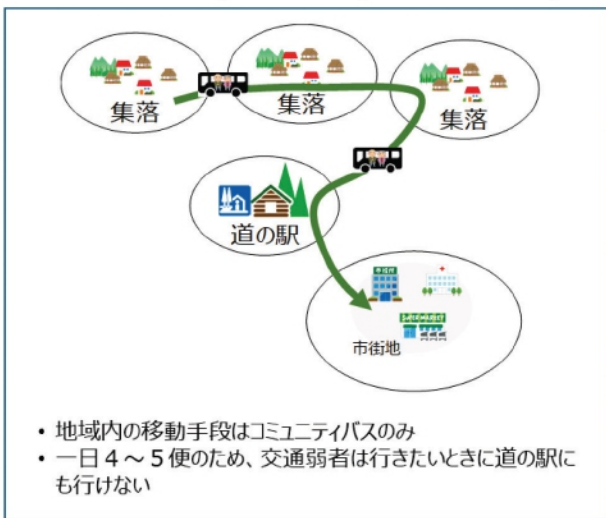 集落
集落
集落
道の駅
市役所
市街地
・地域内の移動手段はコミュニティバスのみ
・一日４～５便のため、交通弱者は行きたいときに道の駅に
も行けない